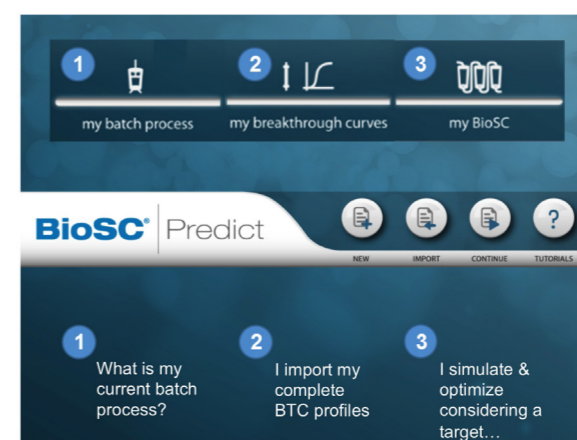 1 2 3
my batch process my breakthrough curves my BioSC
BioSC® Predict
NEW IMPORT CONTINUE TUTORIALS
1
What is my
current batch
process?
2
I import my
complete
BTC profiles
3
I simulate &
optimize
considering a
target...